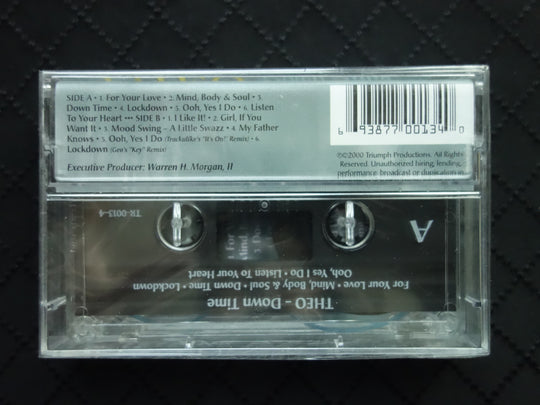 SIDE A • 1. For Your Love • 2. Mind, Body & Soul • 3.
Down Time • 4. Lockdown • 5. Ooh, Yes I Do • 6. Listen
To Your Heart ••• SIDE B • 1. I Like It! • 2. Girl, If You
Want It • 3. Mood Swing – A Little Swazz • 4. My Father
Knows • 5. Ooh, Yes I Do (Trackalike's "It's On!" Remix) • 6.
Lockdown (Gen's "Key" Remix)
Executive Producer: Warren H. Morgan, II
6 93877 00134 0
℗©2000 Triumph Productions. All Rights
Reserved. Unauthorized hiring, lending,
performance broadcast or duplication in
THEO – Down Time
For Your Love • Mind, Body & Soul • Down Time • Lockdown
Ooh, Yes I Do • Listen To Your Heart
A
TR-0013-4